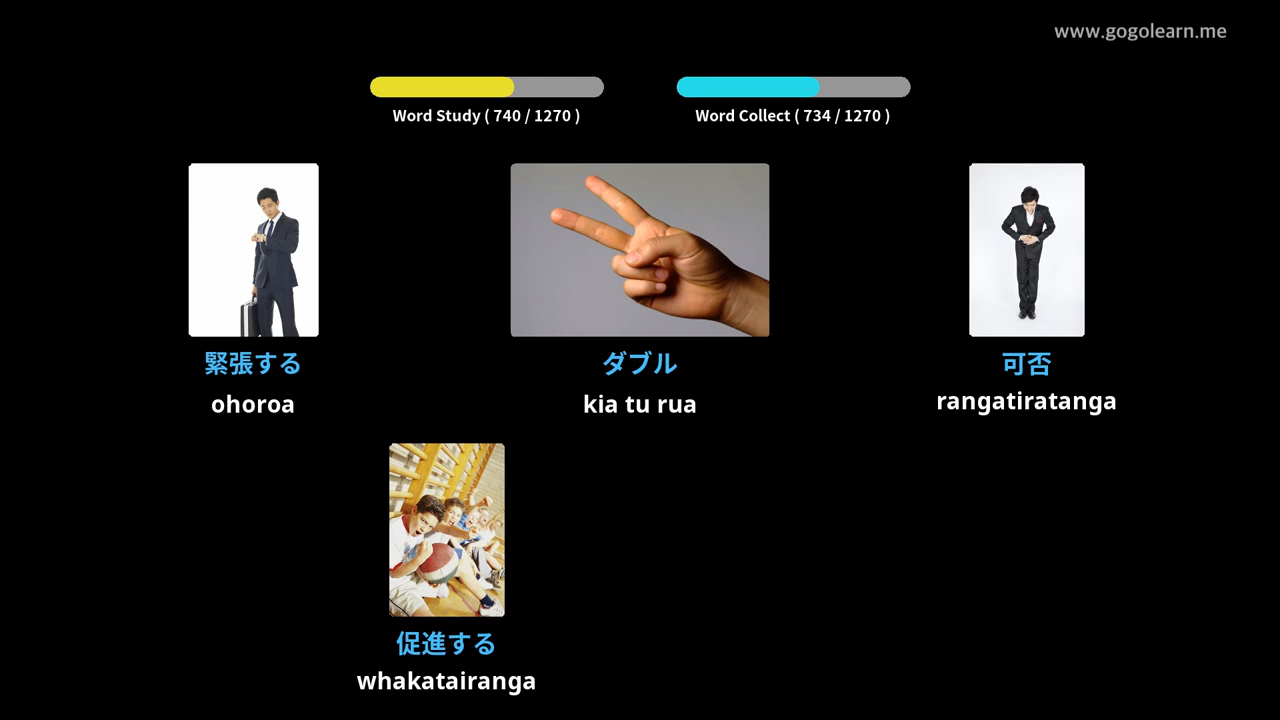 www.gogolearn.me
Word Study ( 740 / 1270 )
Word Collect ( 734 / 1270 )
緊張する
ohoroa
ダブル
kia tu rua
可否
rangatiratanga
促進する
whakatairanga